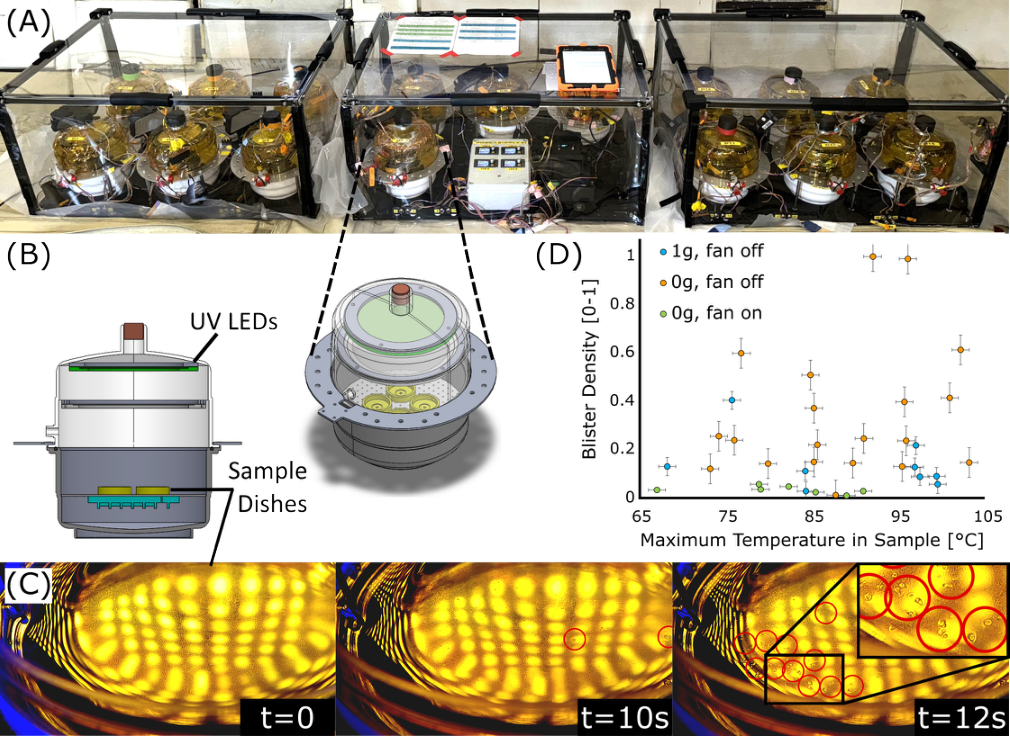 (A)
(B)
UV LEDs
Sample
Dishes
(D)
1g, fan off
0g, fan off
0g, fan on
Blister Density [0-1]
1
0.8
0.6
0.4
0.2
0
65
75
85
95
105
Maximum Temperature in Sample [°C]
(C)
t=0
t=10s
t=12s